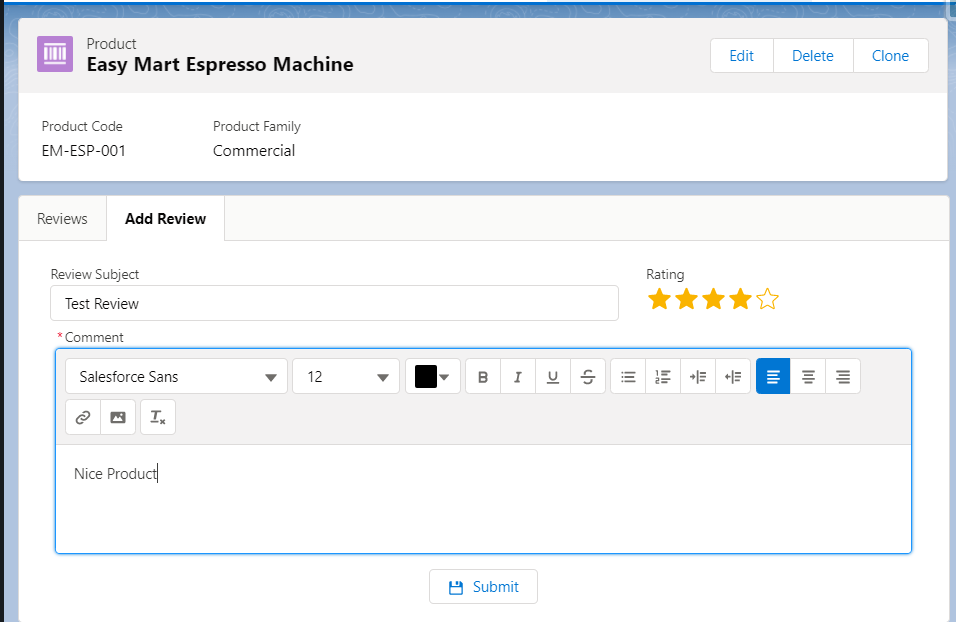 Product
Easy Mart Espresso Machine
Edit Delete Clone
Product Code Product Family
EM-ESP-001 Commercial
Reviews Add Review
Review Subject Rating
Test Review
* Comment
Salesforce Sans 12 B I U S
Nice Product
Submit